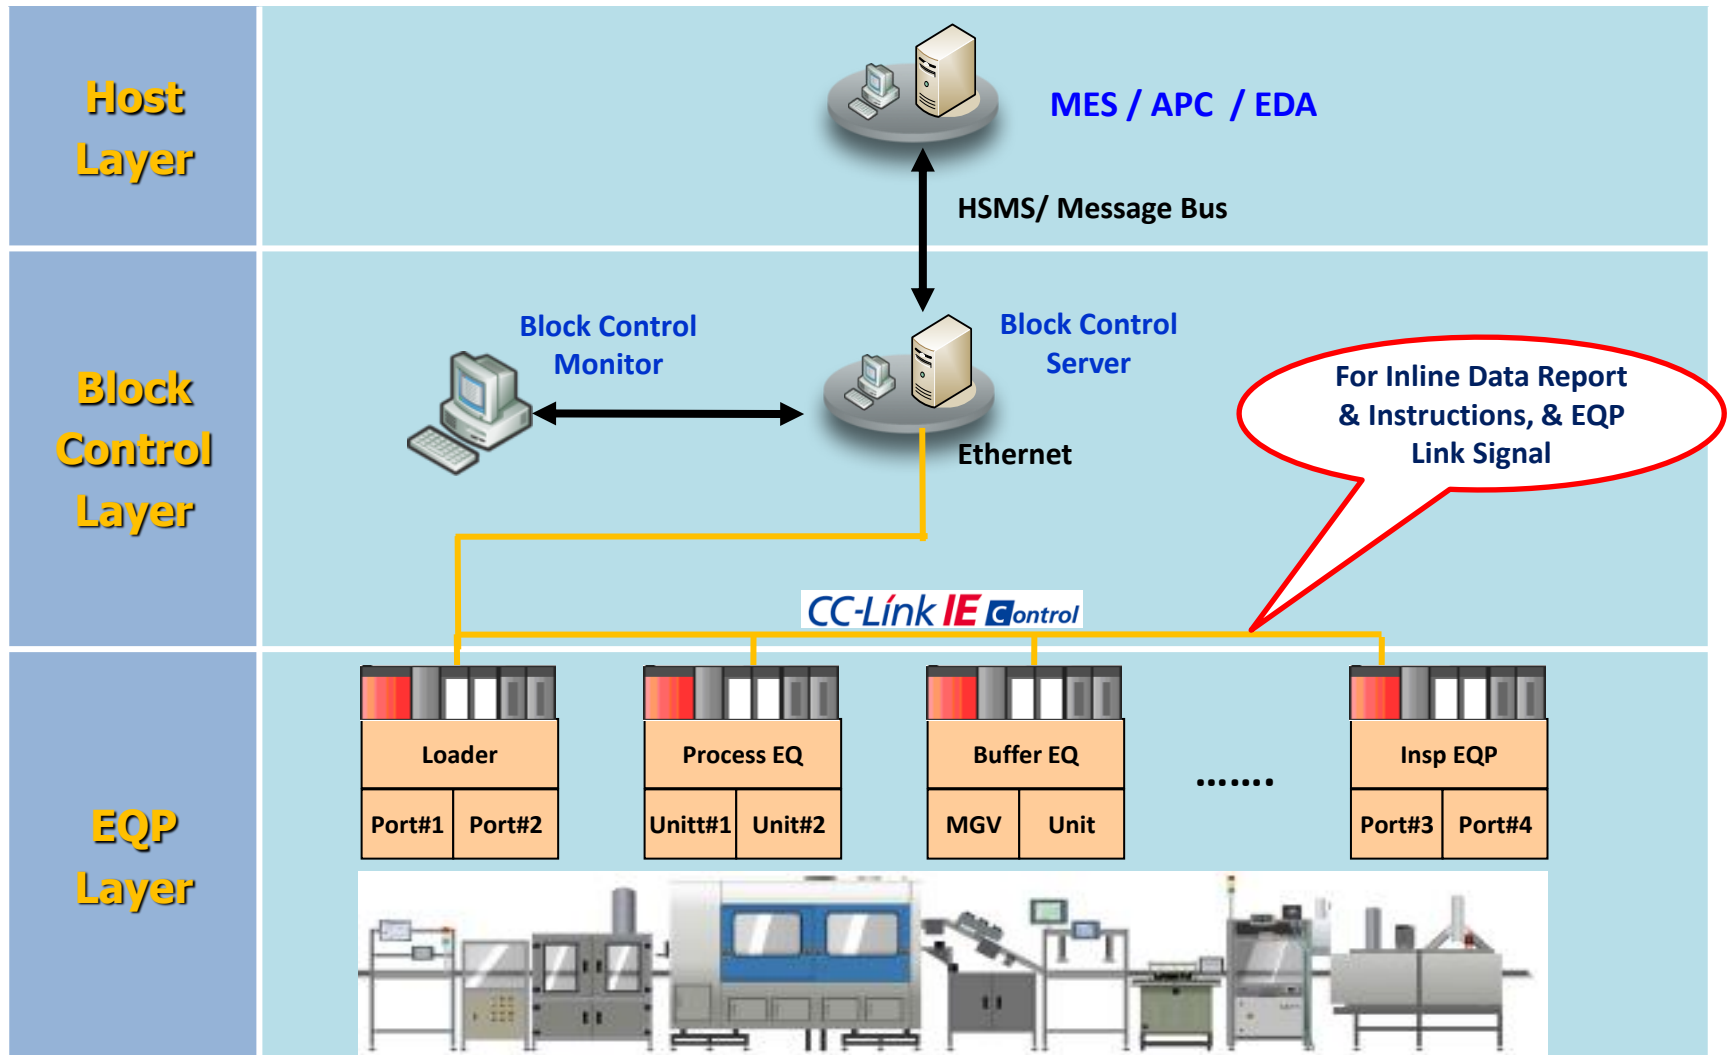 Host
Layer
MES / APC / EDA
HSMS/ Message Bus
Block
Control
Layer
Block Control
Monitor
Block Control
Server
Ethernet
For Inline Data Report
& Instructions, & EQP
Link Signal
CC-Link IE Control
EQP
Layer
Loader
Port#1 Port#2
Process EQ
Unitt#1 Unit#2
Buffer EQ
MGV Unit
.......
Insp EQP
Port#3 Port#4